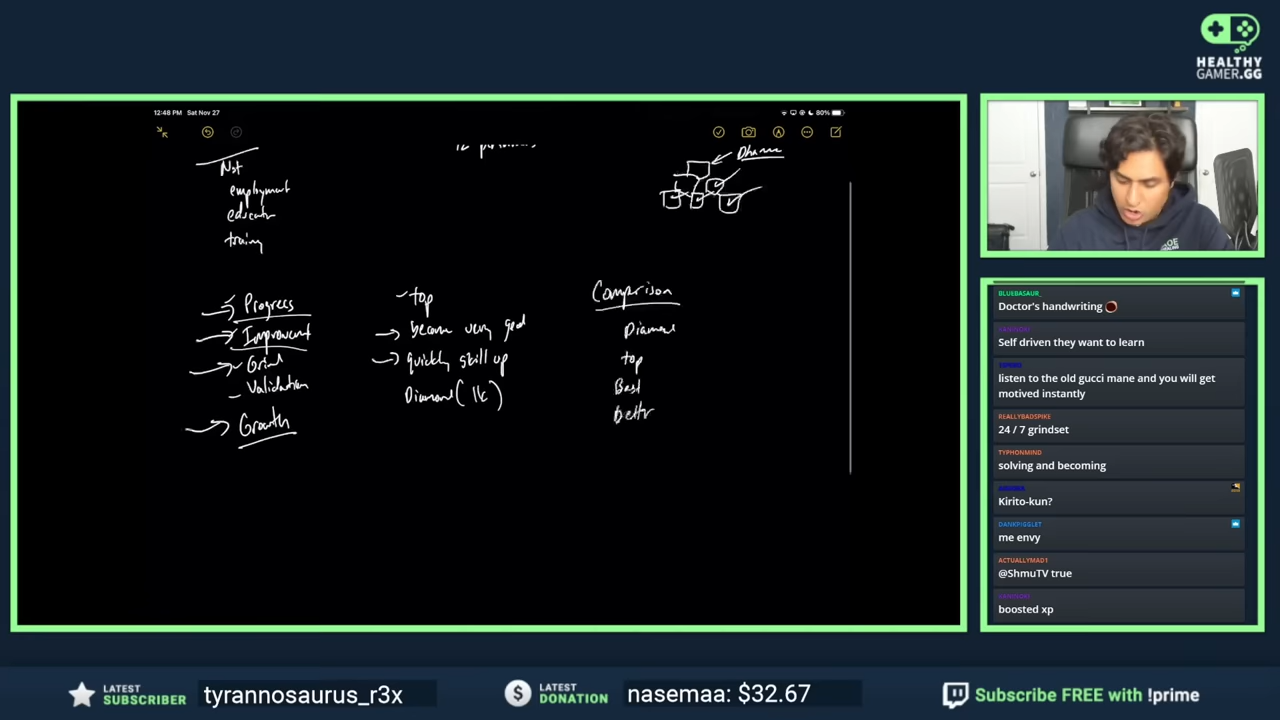 HEALTHY
GAMER.GG
12:48 PM Sat Nov 27
80%
Dharma
Not
employment
education
training
Progress
Improvement
Grind
Validation
Growth
top
become very good
quickly skill up
Diamond (1k)
Comparison
Diamond
top
Best
Better
BLUEBASAUR_
Doctor's handwriting
Self driven they want to learn
listen to the old gucci mane and you will get
motived instantly
REALLYBADSPIKE
24 / 7 grindset
TYPHONMIND
solving and becoming
Kirito-kun?
DANKPIGGLET
me envy
ACTUALLYMAD1
@ShmuTV true
boosted xp
LATEST
SUBSCRIBER
tyrannosaurus_r3x
$
LATEST
DONATION
nasemaa: $32.67
Subscribe FREE with !prime